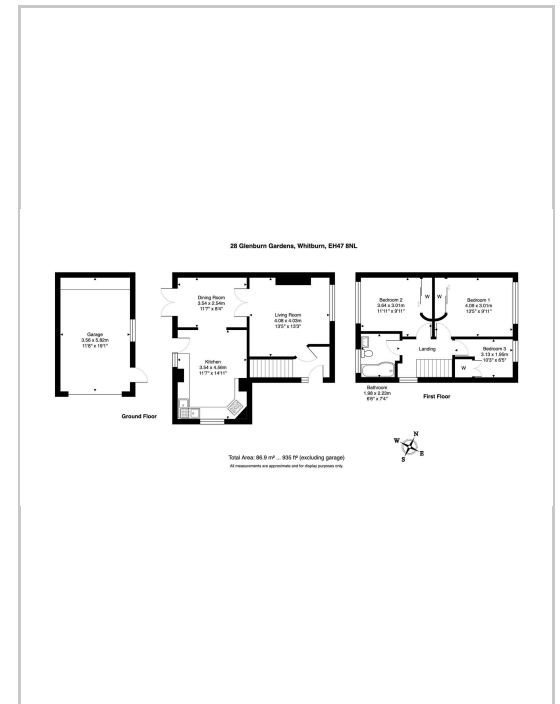 28 Glenburn Gardens, Whitburn, EH47 8NL
Garage
3.56 x 5.82m
11'8" x 19'1"
Ground Floor
Dining Room
3.54 x 2.54m
11'7" x 8'4"
Living Room
4.08 x 4.03m
13'5" x 13'3"
Kitchen
3.54 x 4.56m
11'7" x 14'11"
Bedroom 2
3.64 x 3.01m
11'11" x 9'11"
W
W
Bedroom 1
4.09 x 3.01m
13'5" x 9'11"
Landing
Bedroom 3
3.13 x 1.95m
10'3" x 6'5"
W
Bathroom
1.98 x 2.23m
6'6" x 7'4"
First Floor
N
W
E
S
Total Area: 86.9 m² ... 935 ft² (excluding garage)
All measurements are approximate and for display purposes only.